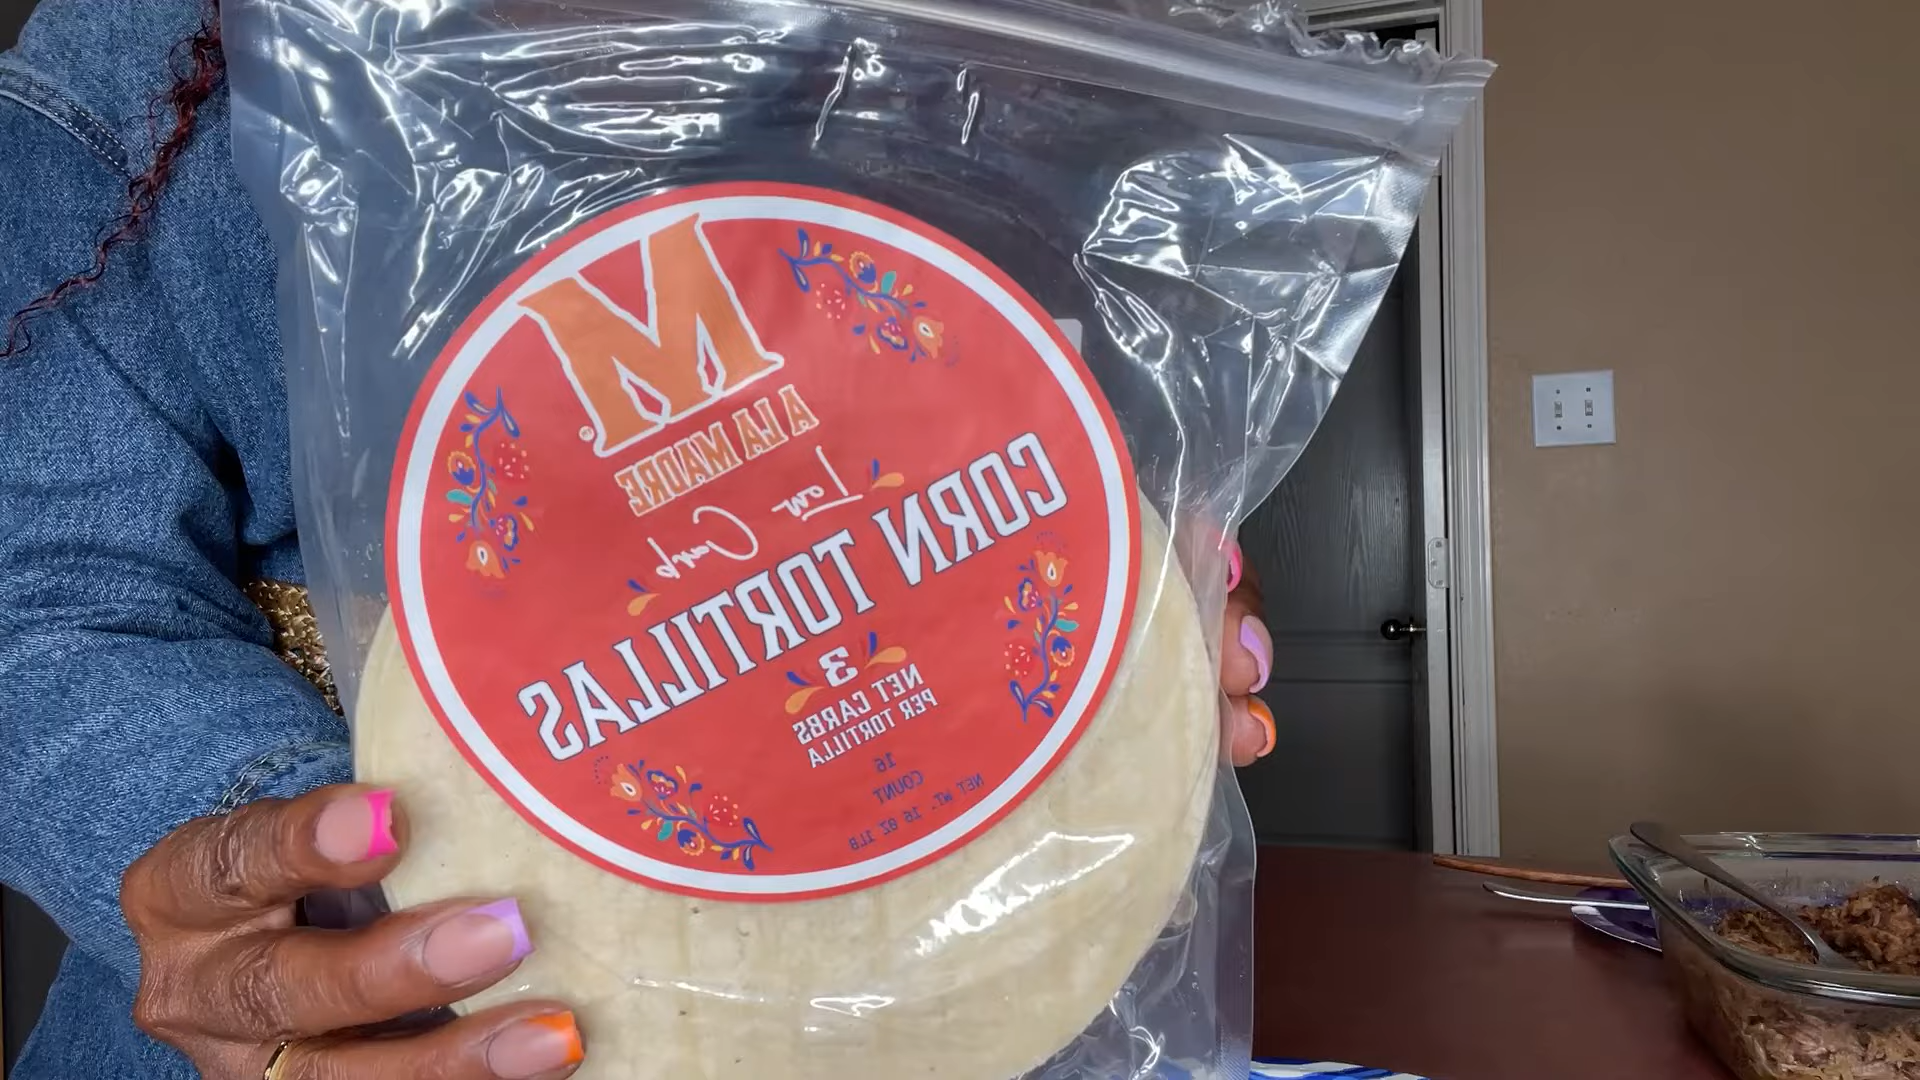 M®
A LA MADRE
Low Carb
CORN TORTILLAS
3
NET CARBS
PER TORTILLA
16
COUNT
NET WT. 16 OZ 1LB